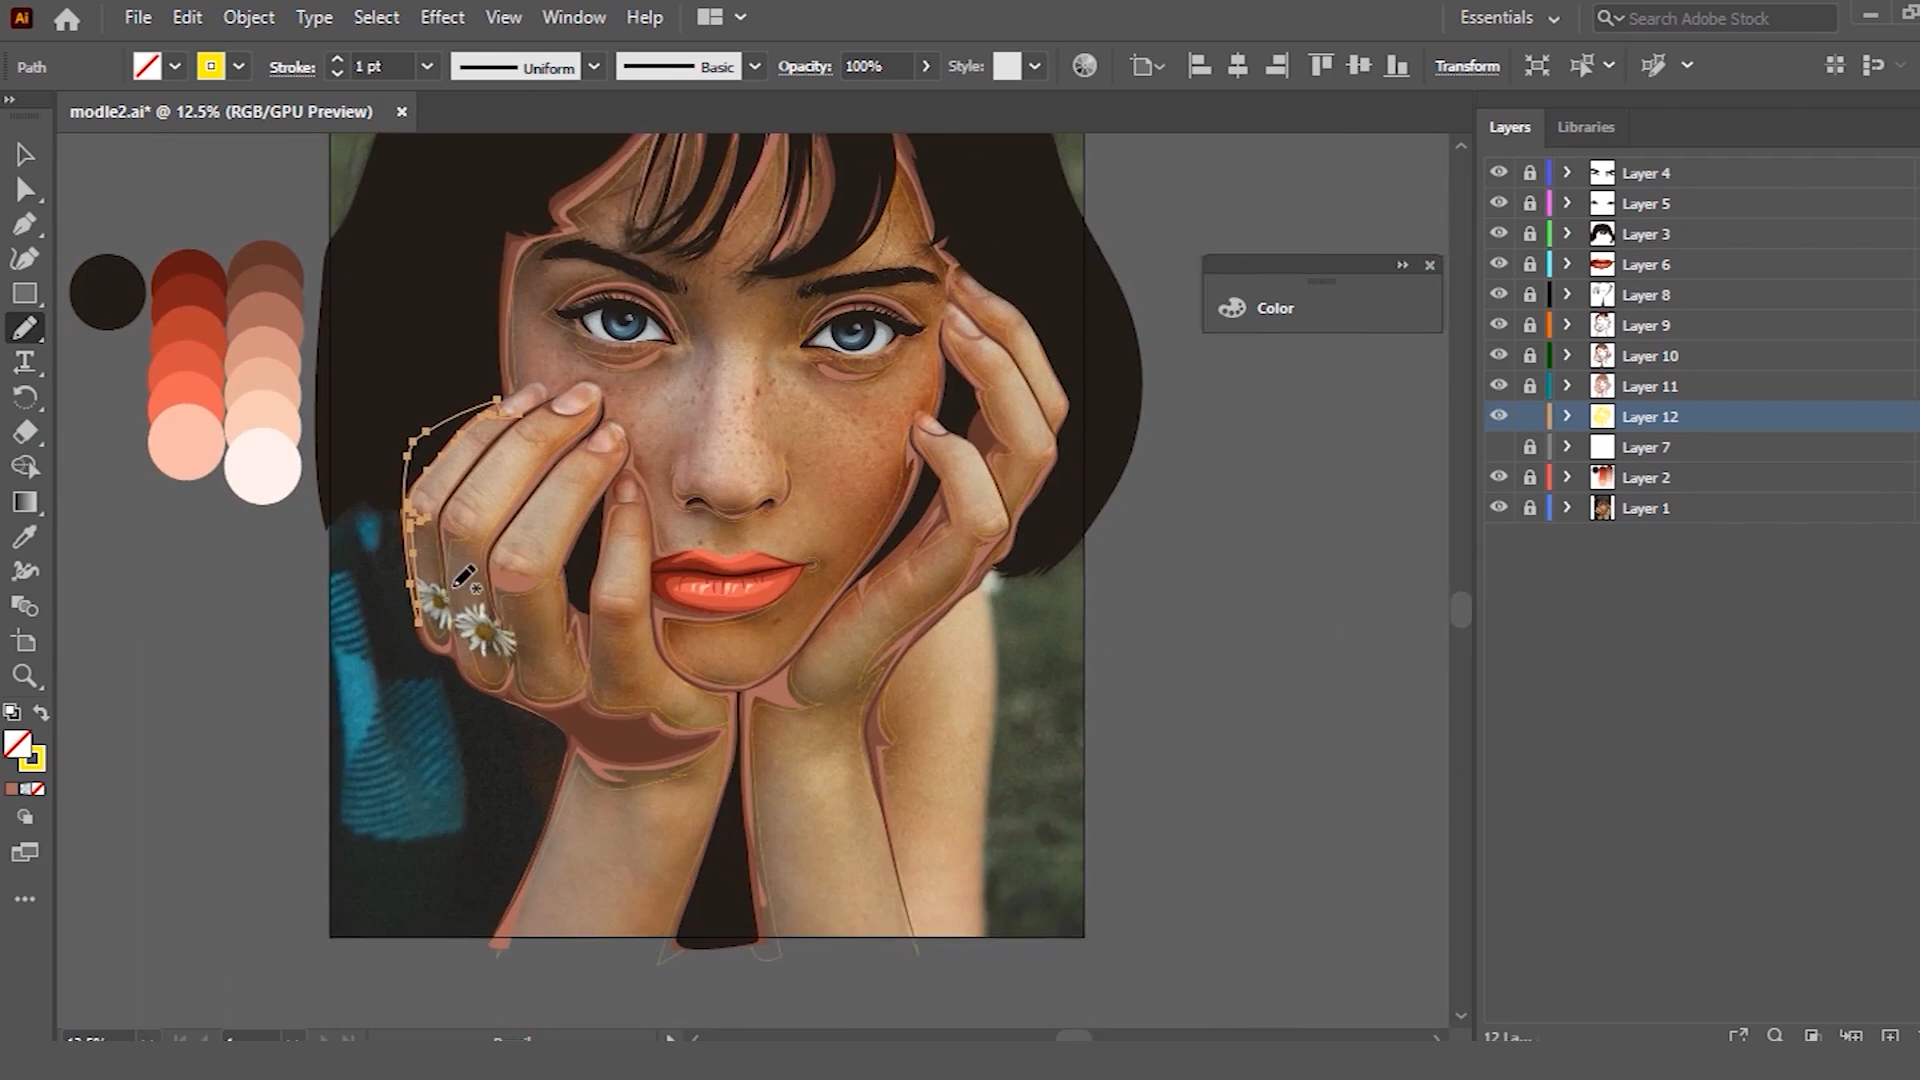 Ai File Edit Object Type Select Effect View Window Help Essentials Search Adobe Stock
Path Stroke: 1 pt Uniform Basic Opacity: 100% Style: Transform
modle2.ai* @ 12.5% (RGB/GPU Preview)
Layers Libraries
Layer 4
Layer 5
Layer 3
Layer 6
Layer 8
Layer 9
Layer 10
Layer 11
Layer 12
Layer 7
Layer 2
Layer 1
Color